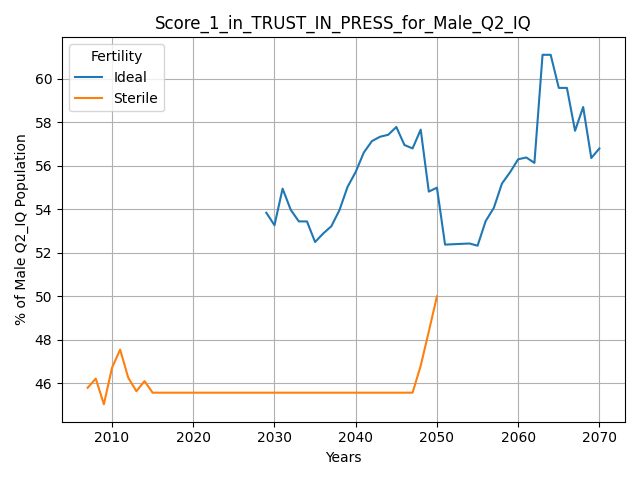 Score_1_in_TRUST_IN_PRESS_for_Male_Q2_IQ
Fertility
Ideal
Sterile
% of Male Q2_IQ Population
60
58
56
54
52
50
48
46
2010 2020 2030 2040 2050 2060 2070
Years